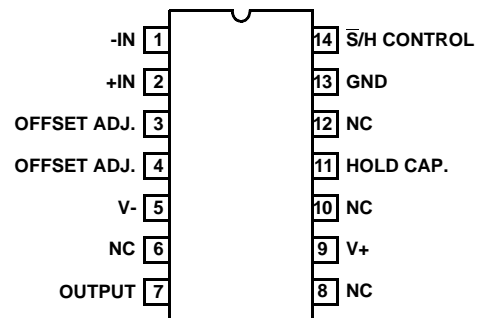 -IN 1 14 S̅/H CONTROL
+IN 2 13 GND
OFFSET ADJ. 3 12 NC
OFFSET ADJ. 4 11 HOLD CAP.
V- 5 10 NC
NC 6 9 V+
OUTPUT 7 8 NC